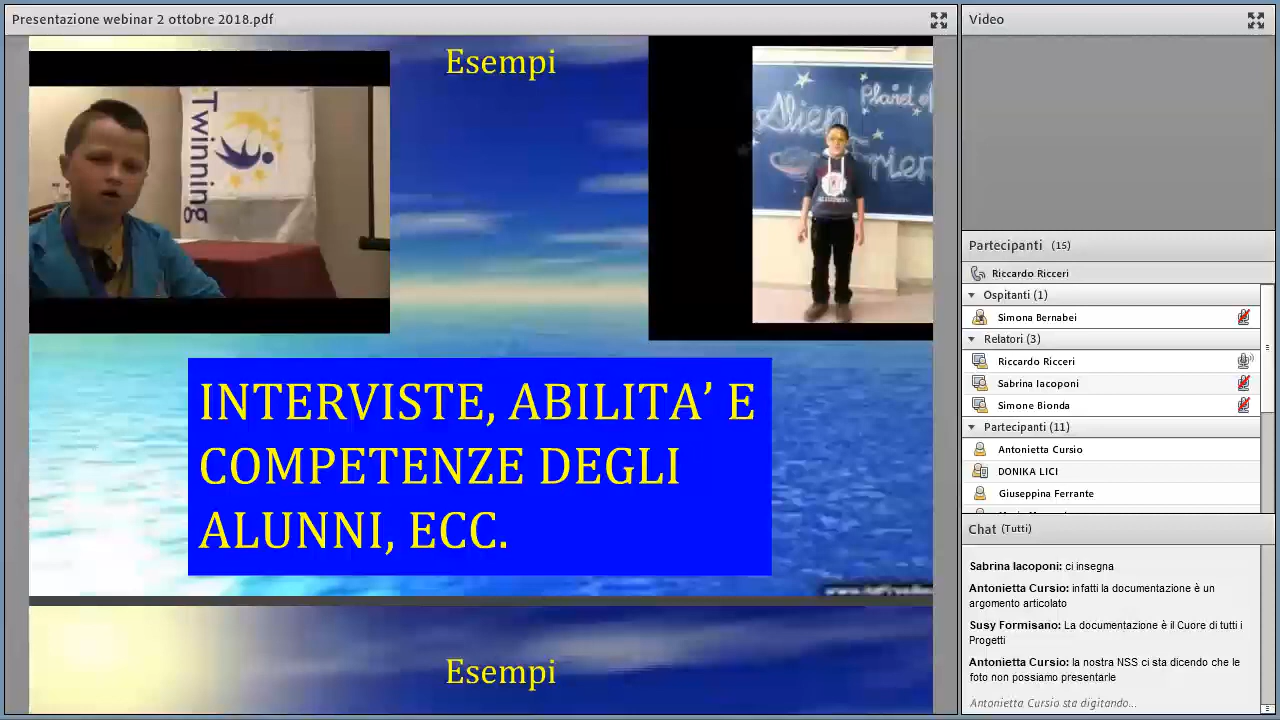 Presentazione webinar 2 ottobre 2018.pdf
Esempi
Twinning
Alien
Planet of
INTERVISTE, ABILITA’ E
COMPETENZE DEGLI
ALUNNI, ECC.
Esempi
Video
Partecipanti (15)
Riccardo Ricceri
Ospitanti (1)
Simona Bernabei
Relatori (3)
Riccardo Ricceri
Sabrina Iacoponi
Simone Bionda
Partecipanti (11)
Antonietta Cursio
DONIKA LICI
Giuseppina Ferrante
Chat (Tutti)
Sabrina Iacoponi: ci insegna
Antonietta Cursio: infatti la documentazione è un
argomento articolato
Susy Formisano: La documentazione è il Cuore di tutti i
Progetti
Antonietta Cursio: la nostra NSS ci sta dicendo che le
foto non possiamo presentarle
Antonietta Cursio sta digitando...